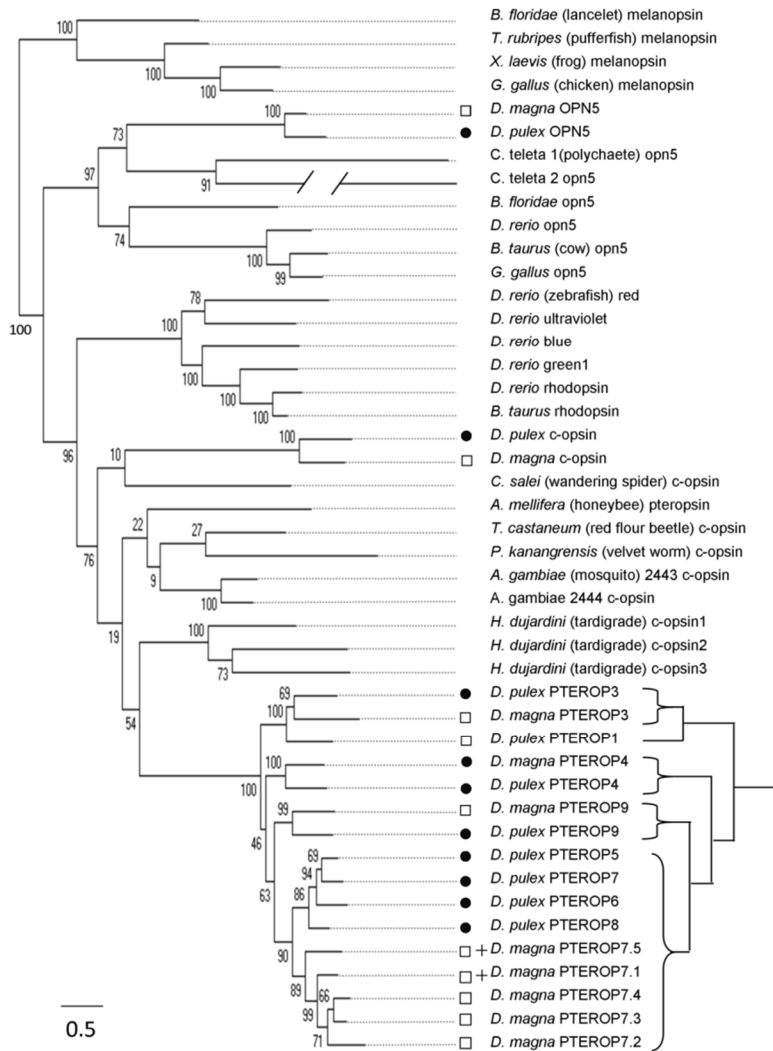 B. floridae (lancelet) melanopsin
100
T. rubripes (pufferfish) melanopsin
100
X. laevis (frog) melanopsin
100
G. gallus (chicken) melanopsin
100
D. magna OPN5
73
D. pulex OPN5
C. teleta 1(polychaete) opn5
97
91
C. teleta 2 opn5
B. floridae opn5
74
D. rerio opn5
100
B. taurus (cow) opn5
99
G. gallus opn5
78
D. rerio (zebrafish) red
100
D. rerio ultraviolet
100
D. rerio blue
100
D. rerio green1
100
D. rerio rhodopsin
100
B. taurus rhodopsin
100
D. pulex c-opsin
96
10
D. magna c-opsin
C. salei (wandering spider) c-opsin
22
A. mellifera (honeybee) pteropsin
76
27
T. castaneum (red flour beetle) c-opsin
P. kanangrensis (velvet worm) c-opsin
9
A. gambiae (mosquito) 2443 c-opsin
100
A. gambiae 2444 c-opsin
19
100
H. dujardini (tardigrade) c-opsin1
H. dujardini (tardigrade) c-opsin2
73
H. dujardini (tardigrade) c-opsin3
54
69
D. pulex PTEROP3
100
D. magna PTEROP3
D. pulex PTEROP1
100
D. magna PTEROP4
100
D. pulex PTEROP4
99
D. magna PTEROP9
46
D. pulex PTEROP9
69
D. pulex PTEROP5
94
D. pulex PTEROP7
63
86
D. pulex PTEROP6
D. pulex PTEROP8
90
+ D. magna PTEROP7.5
89
+ D. magna PTEROP7.1
66
D. magna PTEROP7.4
99
D. magna PTEROP7.3
71
D. magna PTEROP7.2
0.5